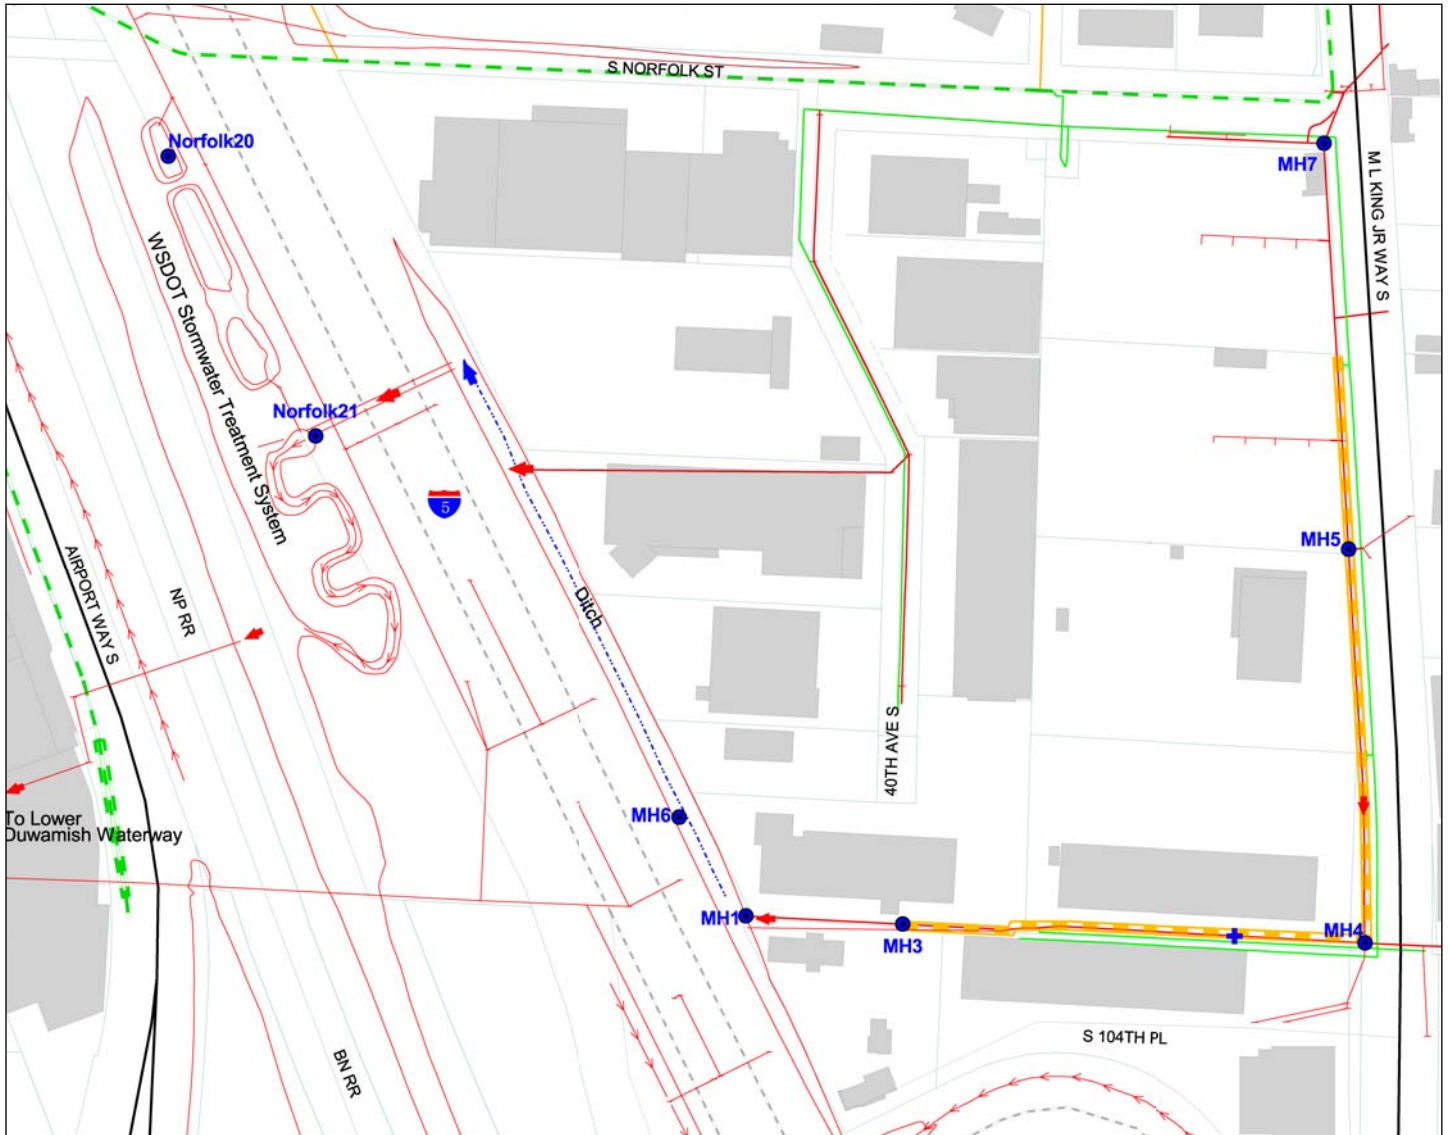 S NORFOLK ST
Norfolk20
MH7
M L KING JR WAY S
WSDOT Stormwater Treatment System
Norfolk21
5
MH5
AIRPORT WAY S
NP RR
Ditch
40TH AVE S
To Lower
Duwamish Waterway
MH6
MH1
MH3
MH4
S 104TH PL
BN RR